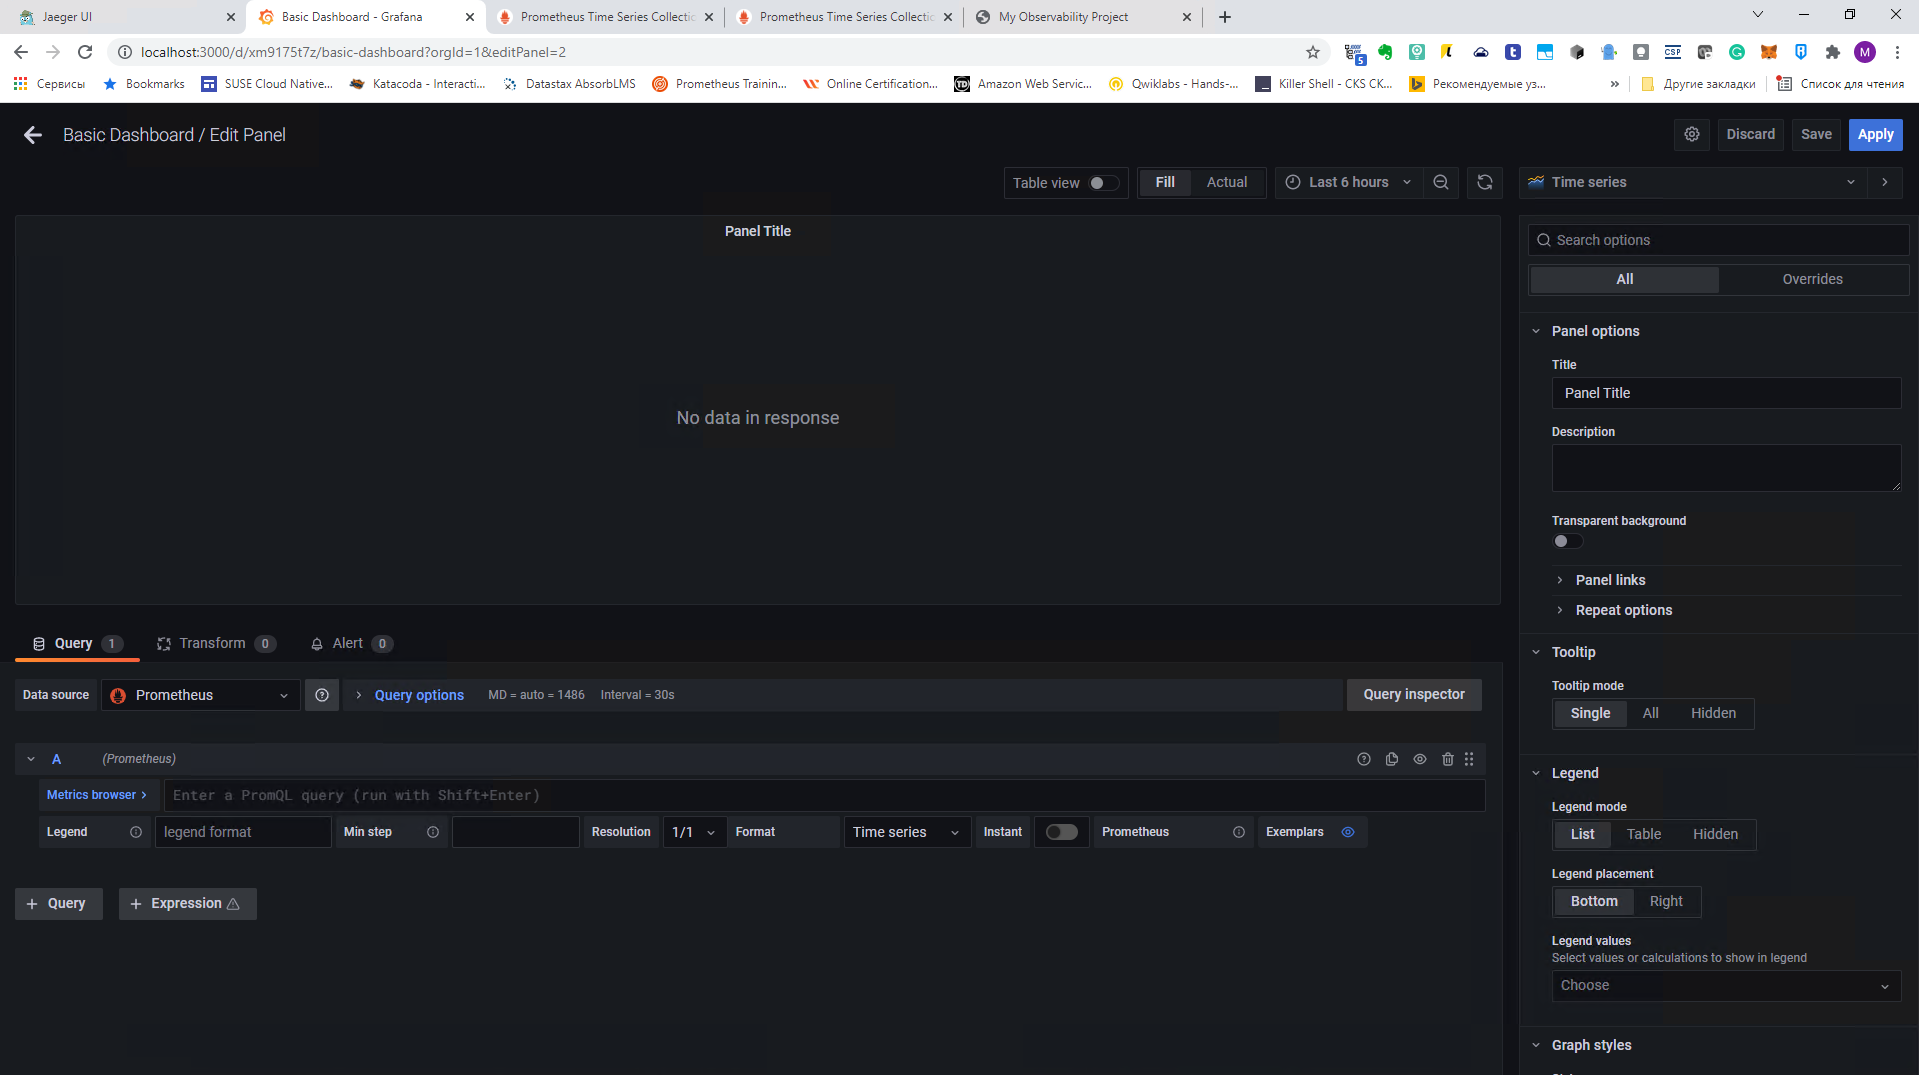 Jaeger UI
Basic Dashboard - Grafana
Prometheus Time Series Collectio
Prometheus Time Series Collectio
My Observability Project
localhost:3000/d/xm9175t7z/basic-dashboard?orgId=1&editPanel=2
5
CSP
M
Сервисы
Bookmarks
SUSE Cloud Native...
Katacoda - Interacti...
Datastax AbsorbLMS
Prometheus Trainin...
Online Certification...
Amazon Web Servic...
Qwiklabs - Hands-...
Killer Shell - CKS CK...
Рекомендуемые уз...
»
Другие закладки
Список для чтения
Basic Dashboard / Edit Panel
Discard
Save
Apply
Table view
Fill
Actual
Last 6 hours
Time series
Panel Title
No data in response
Search options
All
Overrides
Panel options
Title
Panel Title
Description
Transparent background
Panel links
Repeat options
Tooltip
Tooltip mode
Single
All
Hidden
Legend
Legend mode
List
Table
Hidden
Legend placement
Bottom
Right
Legend values
Select values or calculations to show in legend
Choose
Graph styles
Query 1
Transform 0
Alert 0
Data source
Prometheus
Query options
MD = auto = 1486
Interval = 30s
Query inspector
A
(Prometheus)
Metrics browser >
Enter a PromQL query (run with Shift+Enter)
Legend
legend format
Min step
Resolution
1/1
Format
Time series
Instant
Prometheus
Exemplars
+ Query
+ Expression